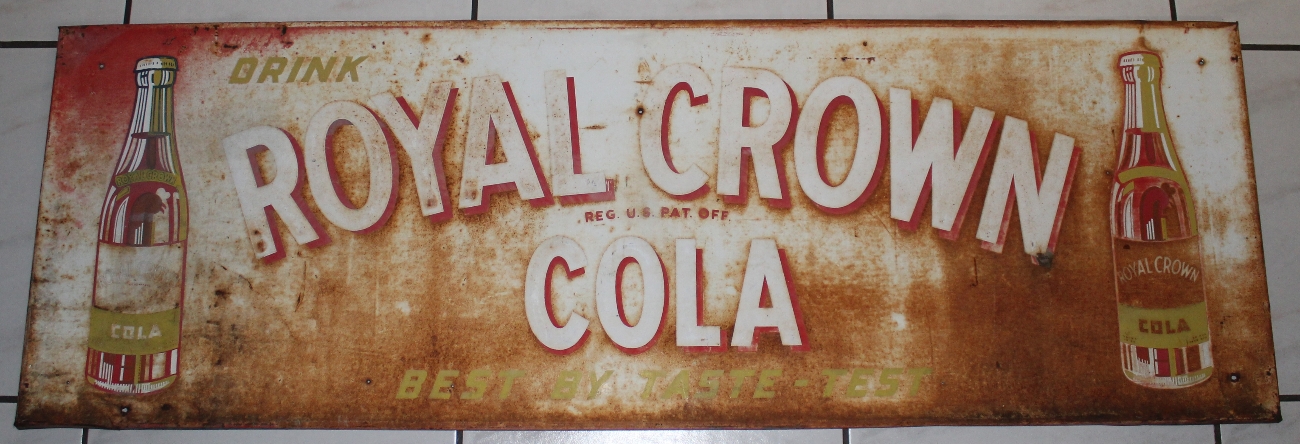 DRINK
ROYAL CROWN
REG. U.S. PAT. OFF.
COLA
BEST BY TASTE-TEST
COLA
ROYAL CROWN
COLA